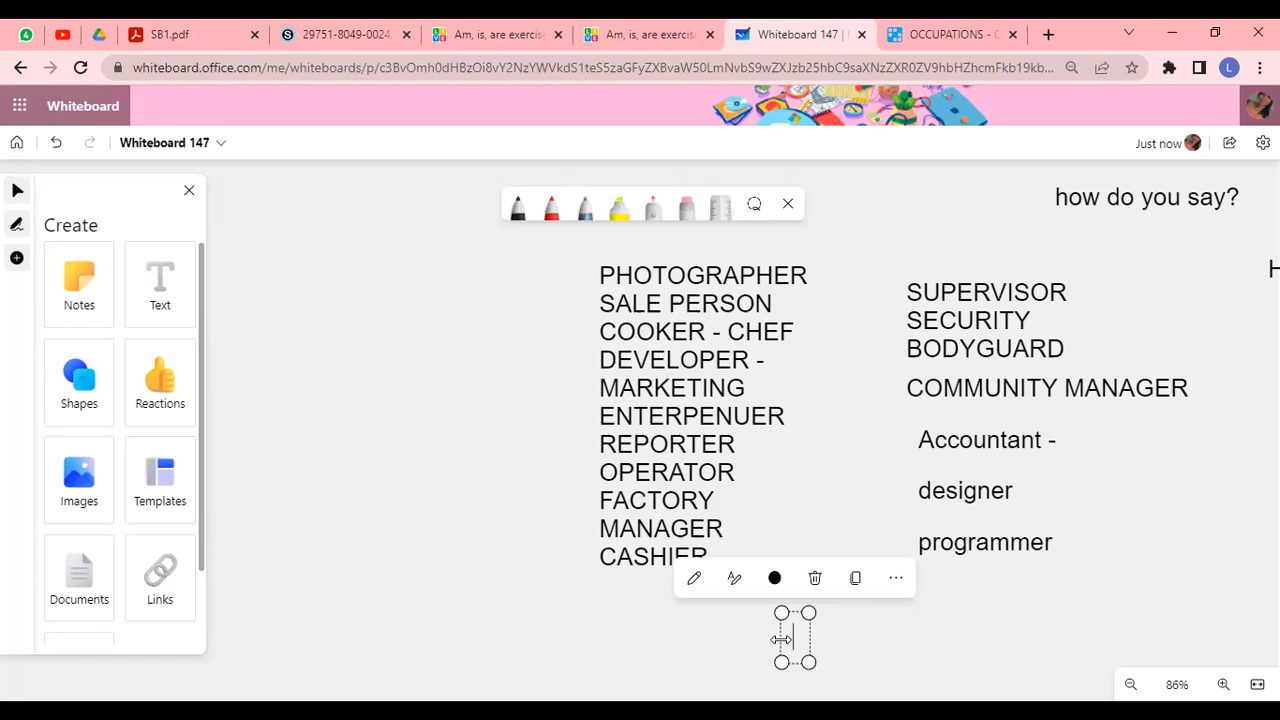 SB1.pdf
29751-8049-0024
Am, is, are exercise
Am, is, are exercise
Whiteboard 147 |
OCCUPATIONS - C
whiteboard.office.com/me/whiteboards/p/
L
Whiteboard
Whiteboard 147
Just now
Create
Notes
Text
Shapes
Reactions
Images
Templates
Documents
Links
how do you say?
H
PHOTOGRAPHER
SALE PERSON
COOKER - CHEF
DEVELOPER -
MARKETING
ENTERPENUER
REPORTER
OPERATOR
FACTORY
MANAGER
CASHIER
SUPERVISOR
SECURITY
BODYGUARD
COMMUNITY MANAGER
Accountant -
designer
programmer
86%